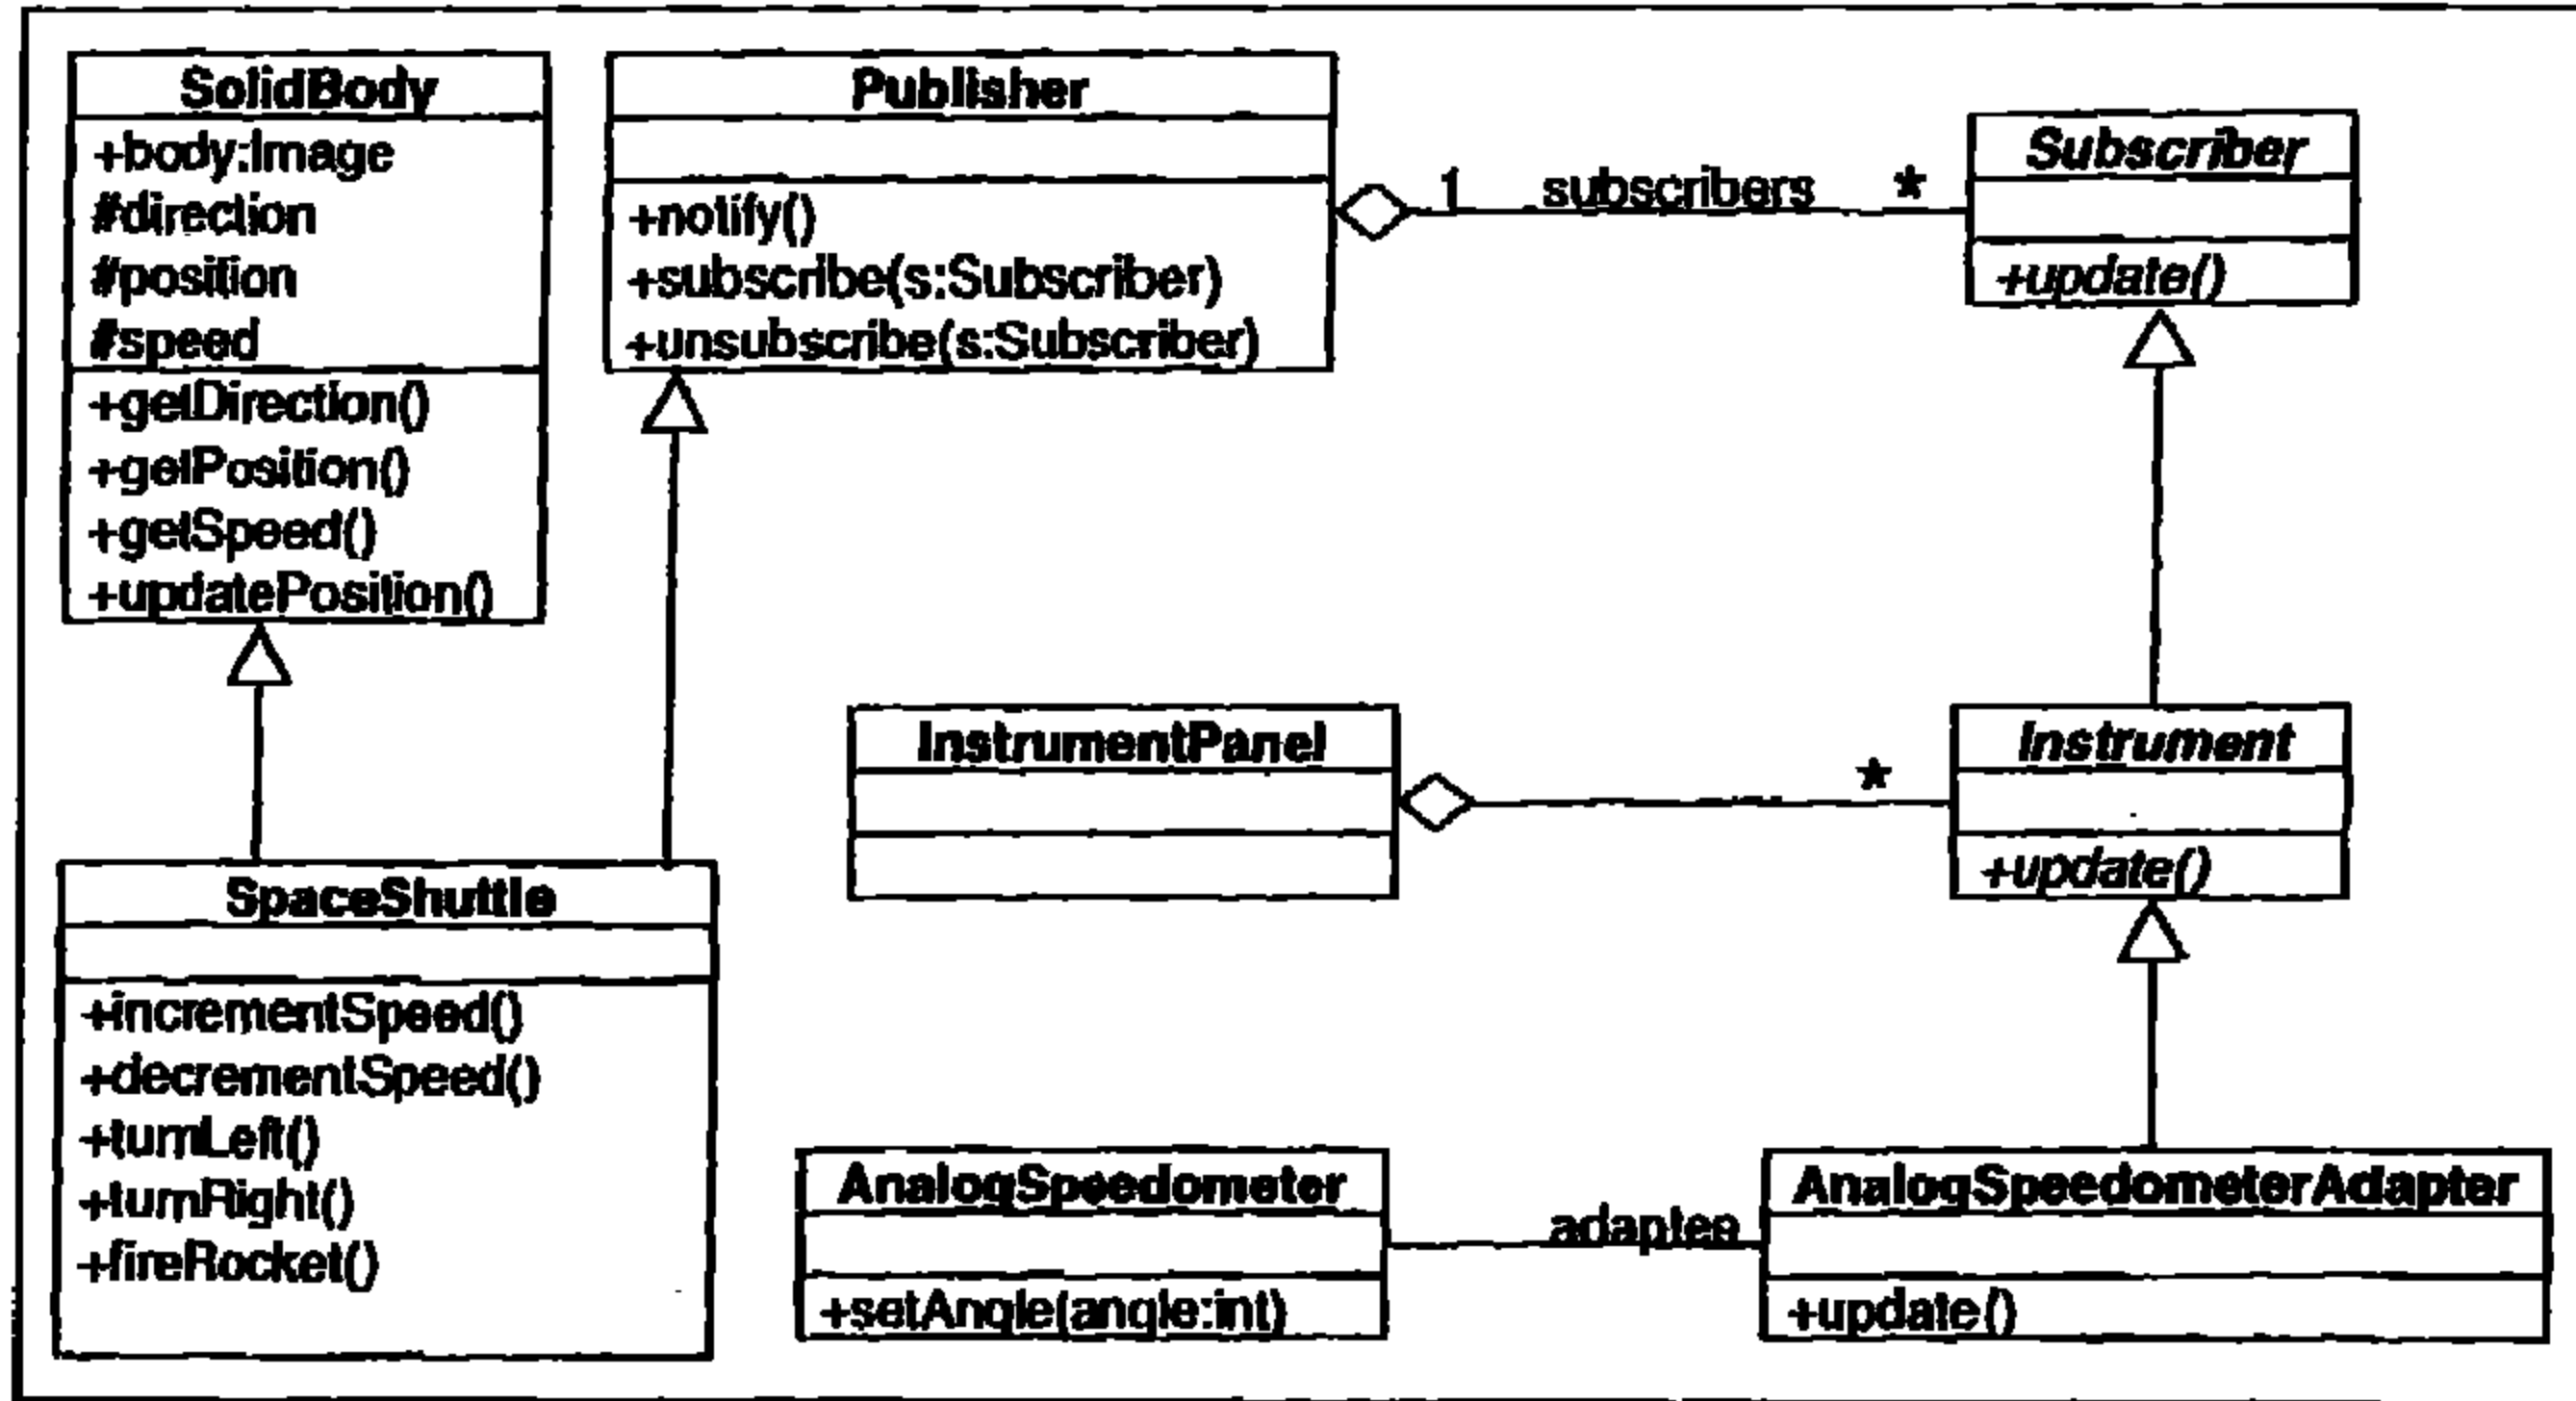 SolidBody
+body:Image
#direction
#position
#speed
+getDirection()
+getPosition()
+getSpeed()
+updatePosition()
Publisher
+notify()
+subscribe(s:Subscriber)
+unsubscribe(s:Subscriber)
1 subscribers *
Subscriber
+update()
InstrumentPanel
*
Instrument
+update()
SpaceShuttle
+incrementSpeed()
+decrementSpeed()
+turnLeft()
+turnRight()
+fireRocket()
AnalogSpeedometer
+setAngle(angle:int)
adaptee
AnalogSpeedometerAdapter
+update()